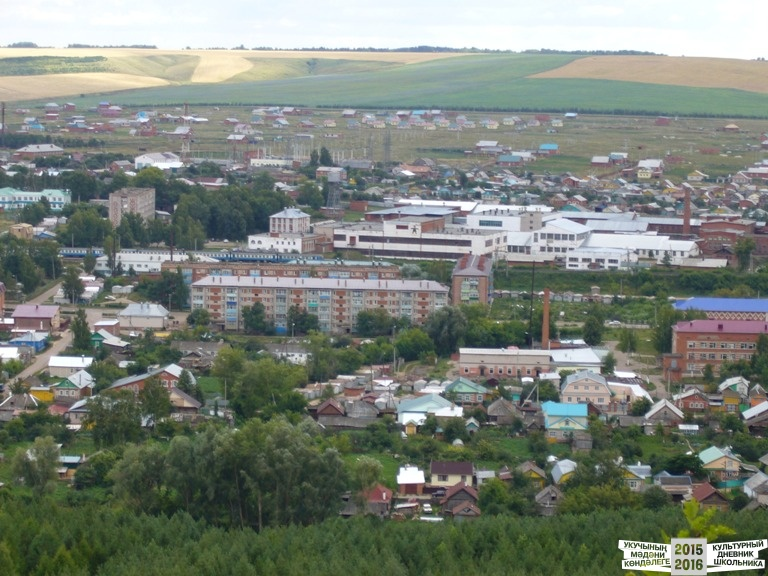 УКУЧЫНЫҢ
МӘДӘНИ
КӨНДӘЛЕГЕ
2015
2016
КУЛЬТУРНЫЙ
ДНЕВНИК
ШКОЛЬНИКА